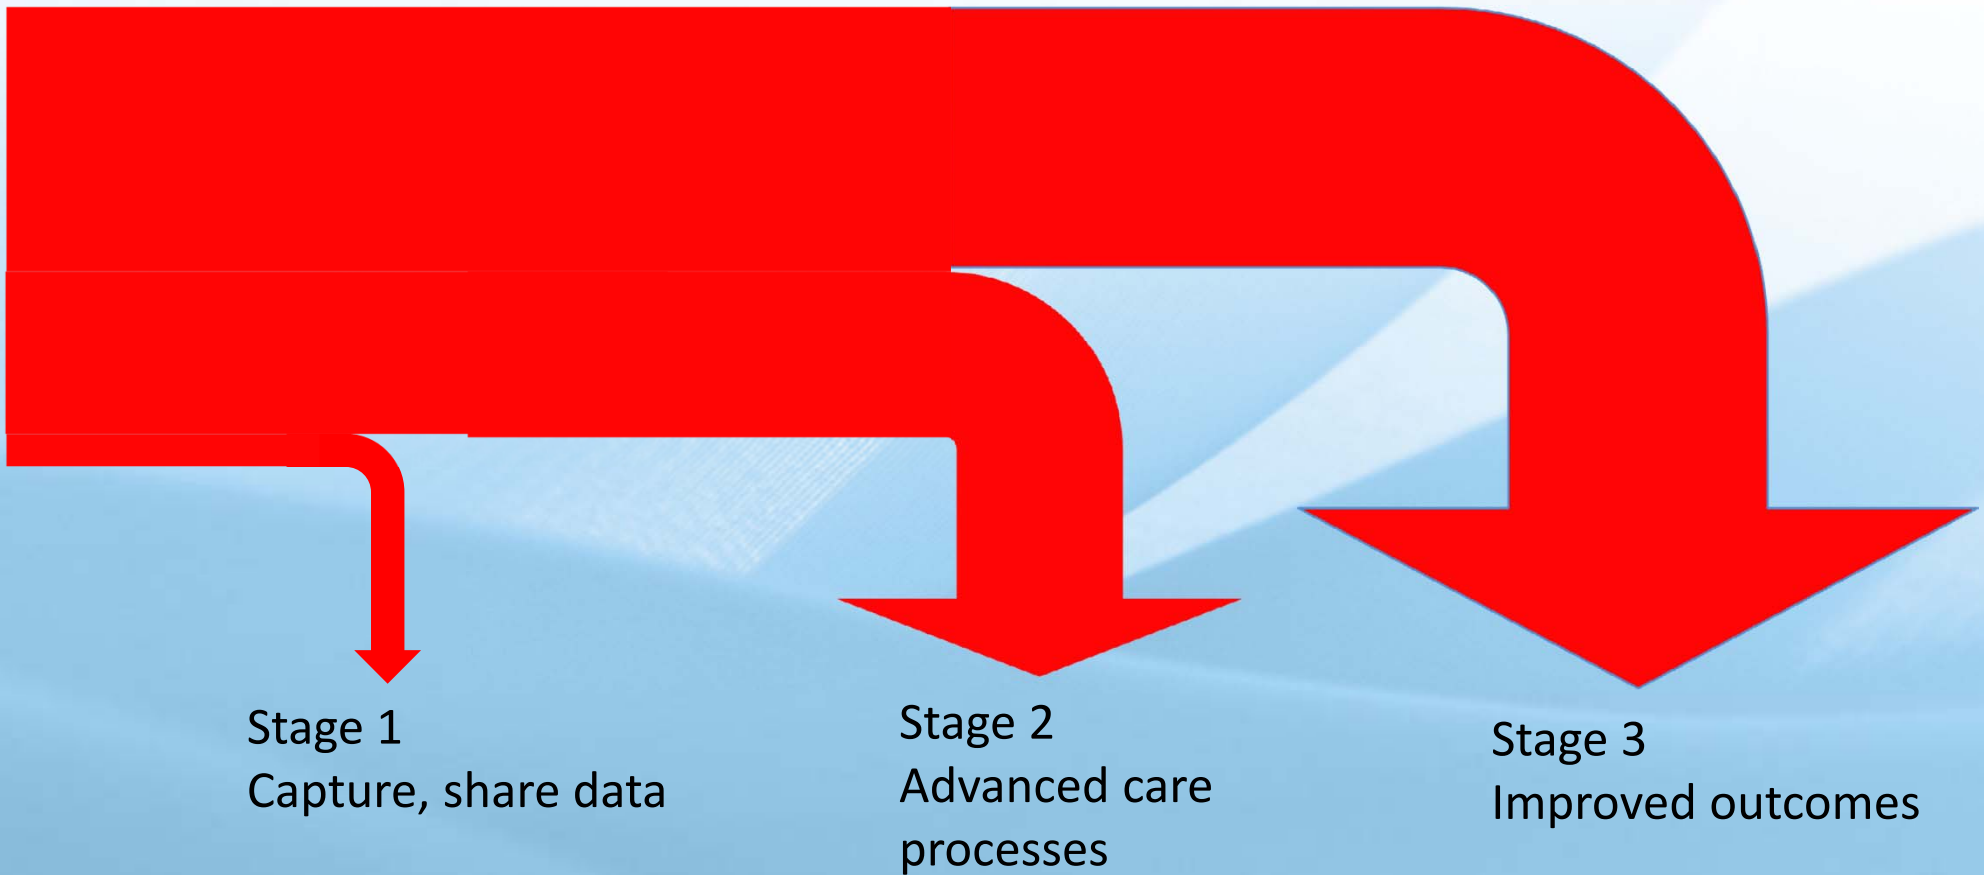 Stage 1
Capture, share data
Stage 2
Advanced care
processes
Stage 3
Improved outcomes